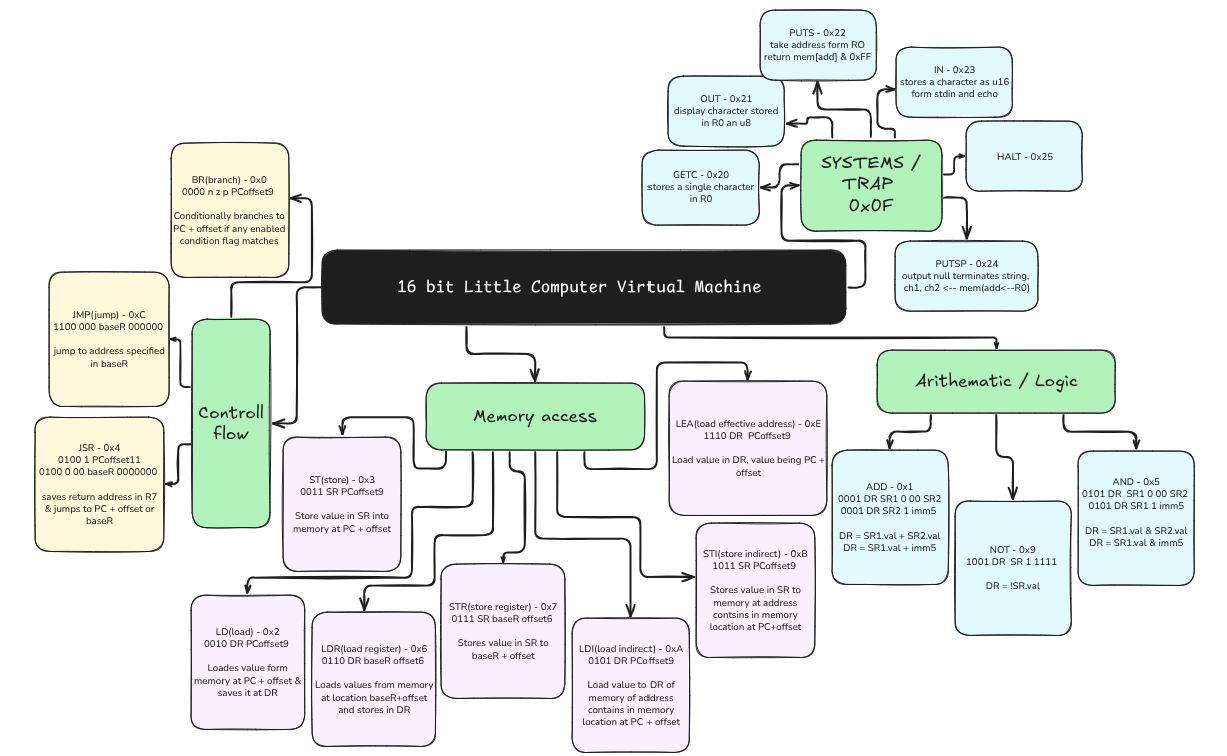 PUTS - 0x22
take address form RO
return mem[add] & 0xFF
IN - 0x23
stores a character as u16
form stdin and echo
OUT - 0x21
display character stored
in R0 an u8
HALT - 0x25
GETC - 0x20
stores a single character
in R0
SYSTEMS /
TRAP
0x0F
PUTSP - 0x24
output null terminates string,
ch1, ch2 <-- mem(add<--R0)
BR(branch) - 0x0
0000 n z p PCoffset9
Conditionally branches to
PC + offset if any enabled
condition flag matches
16 bit Little Computer Virtual Machine
JMP(jump) - 0xC
1100 000 baseR 000000
jump to address specified
in baseR
Controll
flow
JSR - 0x4
0100 1 PCoffset11
0100 0 00 baseR 0000000
saves return address in R7
& jumps to PC + offset or
baseR
Memory access
Arithematic / Logic
ST(store) - 0x3
0011 SR PCoffset9
Store value in SR into
memory at PC + offset
LEA(load effective address) - 0xE
1110 DR PCoffset9
Load value in DR, value being PC +
offset
ADD - 0x1
0001 DR SR1 0 00 SR2
0001 DR SR2 1 imm5
DR = SR1.val + SR2.val
DR = SR1.val + imm5
NOT - 0x9
1001 DR SR 1 1111
DR = !SR.val
AND - 0x5
0101 DR SR1 0 00 SR2
0101 DR SR1 1 imm5
DR = SR1.val & SR2.val
DR = SR1.val & imm5
LD(load) - 0x2
0010 DR PCoffset9
Loades value form
memory at PC + offset &
saves it at DR
LDR(load register) - 0x6
0110 DR baseR offset6
Loads values from memory
at location baseR+offset
and stores in DR
STR(store register) - 0x7
0111 SR baseR offset6
Stores value in SR to
baseR + offset
LDI(load indirect) - 0xA
0101 DR PCoffset9
Load value to DR of
memory of address
contains in memory
location at PC + offset
STI(store indirect) - 0xB
1011 SR PCoffset9
Stores value in SR to
memory at address
contsins in memory
location at PC+offset